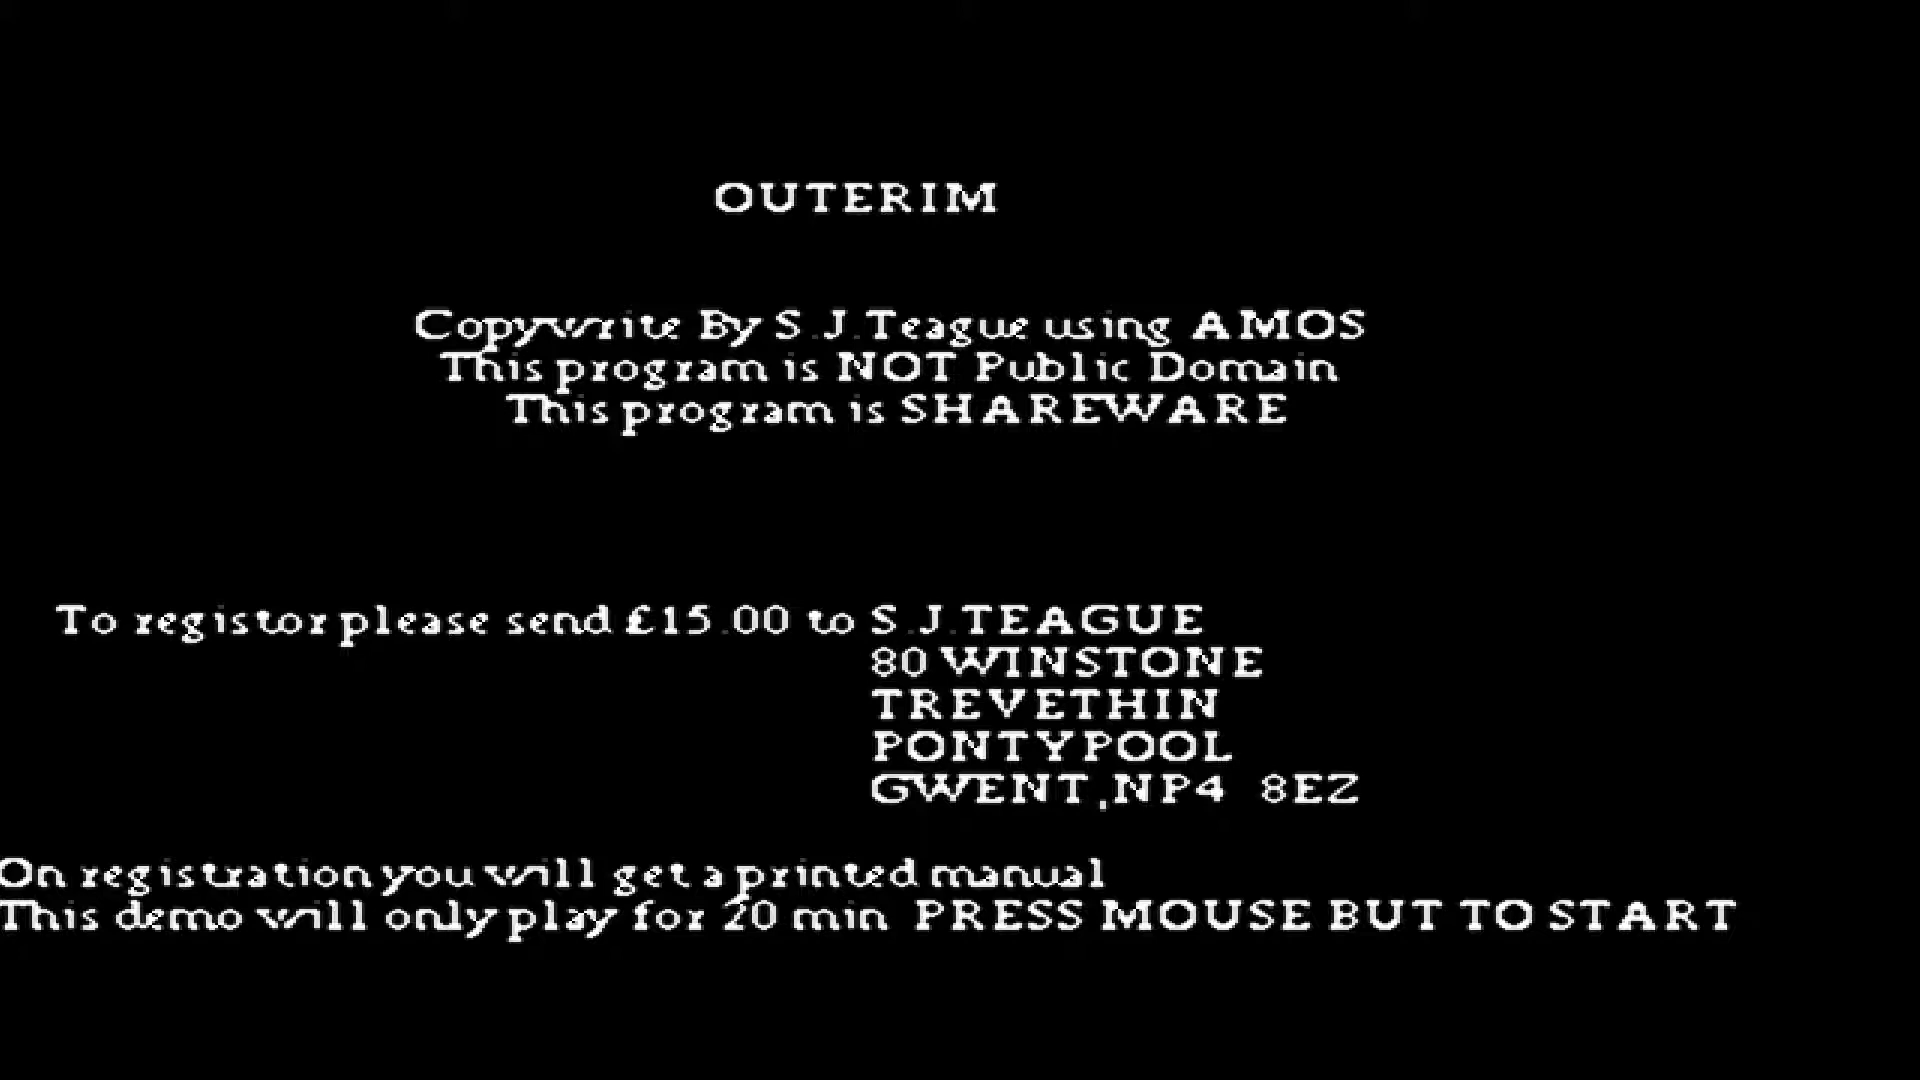 OUTERIM
Copywrite By S.J.Teague using AMOS
This program is NOT Public Domain
This program is SHAREWARE
To registor please send £15.00 to S.J.TEAGUE
80 WINSTONE
TREVETHIN
PONTYPOOL
GWENT,NP4 8EZ
On registration you will get a printed manual
This demo will only play for 20 min PRESS MOUSE BUT TO START